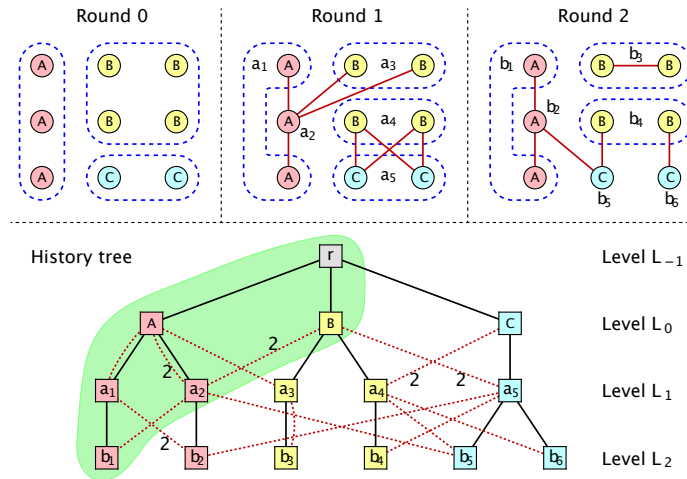 Round 0 Round 1 Round 2
A B B a1 A B a3 B b1 A B b3 B
A B B A a2 B a4 B b2 A B b4 B
A C C A C a5 C A C C
b5 b6
History tree r Level L−1
A B C Level L0
2 2 2 2
a1 a2 a3 a4 a5 Level L1
2
b1 b2 b3 b4 b5 b6 Level L2